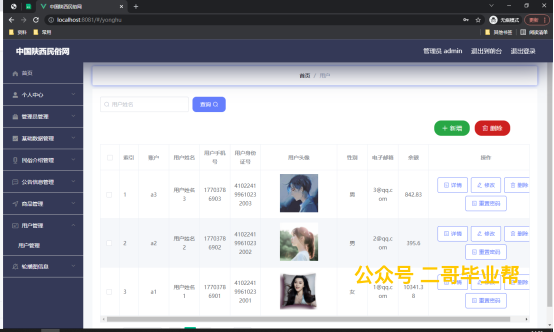 中国陕西民俗网
localhost:8081/#/yonghu
无痕模式
更新
资料
常用
其他书签
阅读清单
中国陕西民俗网
管理员 admin
退出到前台
退出登录
首页
首页 / 用户
个人中心
用户姓名
查询
管理员管理
新增
删除
基础数据管理
民俗介绍管理
公告信息管理
商品管理
用户管理
用户管理
轮播图信息
索引 账户 用户姓名 用户手机号 用户身份证号 用户头像 性别 电子邮箱 余额 操作
1 a3 用户姓名3 17703786903 410224199610232003 男 3@qq.com 842.83 详情 修改 删除 重置密码
2 a2 用户姓名2 17703786902 410224199610232002 男 2@qq.com 395.6 详情 修改 删除 重置密码
3 a1 用户姓名1 17703786901 410224199610232001 女 1@qq.com 10341.38 详情 修改 删除 重置密码
公众号 二哥毕业帮